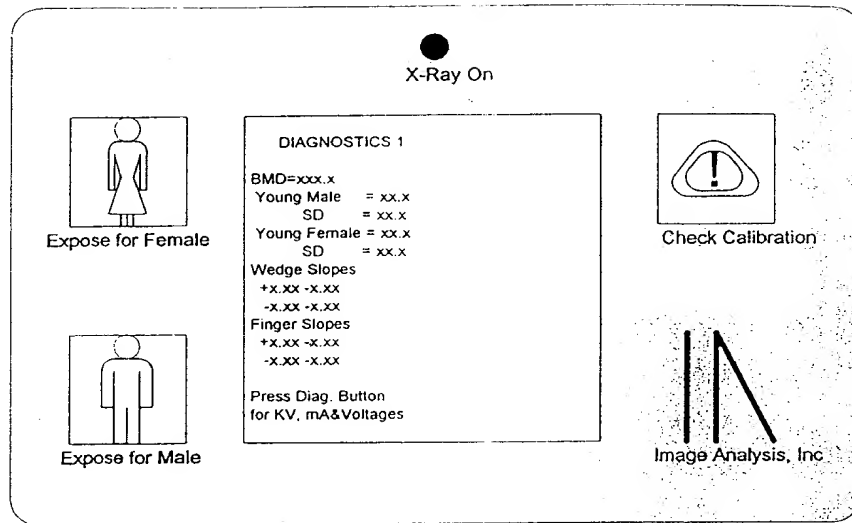 X-Ray On
Expose for Female
Expose for Male
DIAGNOSTICS 1
BMD=xxx.x
Young Male = xx.x
SD = xx.x
Young Female = xx.x
SD = xx.x
Wedge Slopes
+x.xx -x.xx
-x.xx -x.xx
Finger Slopes
+x.xx -x.xx
-x.xx -x.xx
Press Diag. Button
for KV, mA&Voltages
!
Check Calibration
Image Analysis, Inc